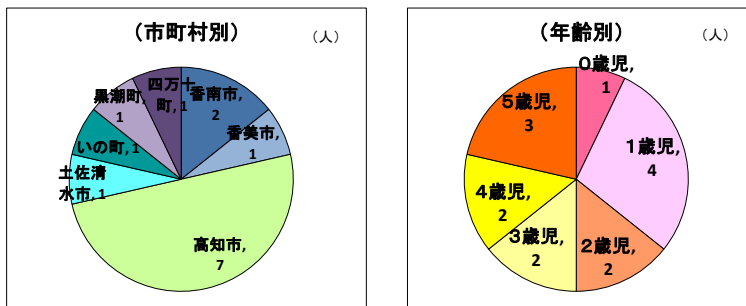 （市町村別）
（人）
香南市,
2
香美市,
1
高知市,
7
土佐清
水市,1
いの町,1
黒潮町,
1
四万十
町,1
（年齢別）
（人）
０歳児,
1
１歳児,
4
２歳児,
2
３歳児,
2
４歳児,
2
５歳児,
3